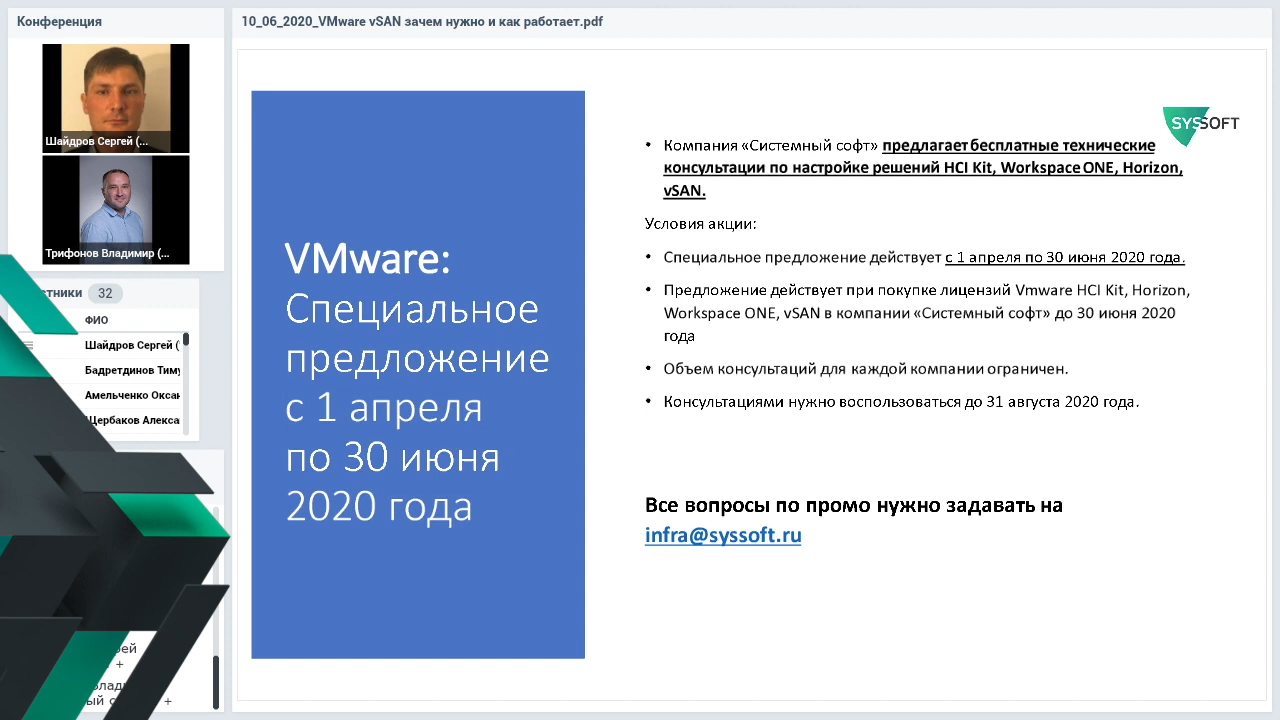 Конференция
10_06_2020_VMware vSAN зачем нужно и как работает.pdf
Шайдров Сергей (...
Трифонов Владимир (...
32
ФИО
Шайдров Сергей (
Бадретдинов
Амельченко
Щербаков
+
+
VMware:
Специальное
предложение
с 1 апреля
по 30 июня
2020 года
SYSSOFT
• Компания «Системный софт» предлагает бесплатные технические
консультации по настройке решений HCI Kit, Workspace ONE, Horizon,
vSAN.
Условия акции:
• Специальное предложение действует с 1 апреля по 30 июня 2020 года.
• Предложение действует при покупке лицензий Vmware HCI Kit, Horizon,
Workspace ONE, vSAN в компании «Системный софт» до 30 июня 2020
года
• Объем консультаций для каждой компании ограничен.
• Консультациями нужно воспользоваться до 31 августа 2020 года.
Все вопросы по промо нужно задавать на
infra@syssoft.ru